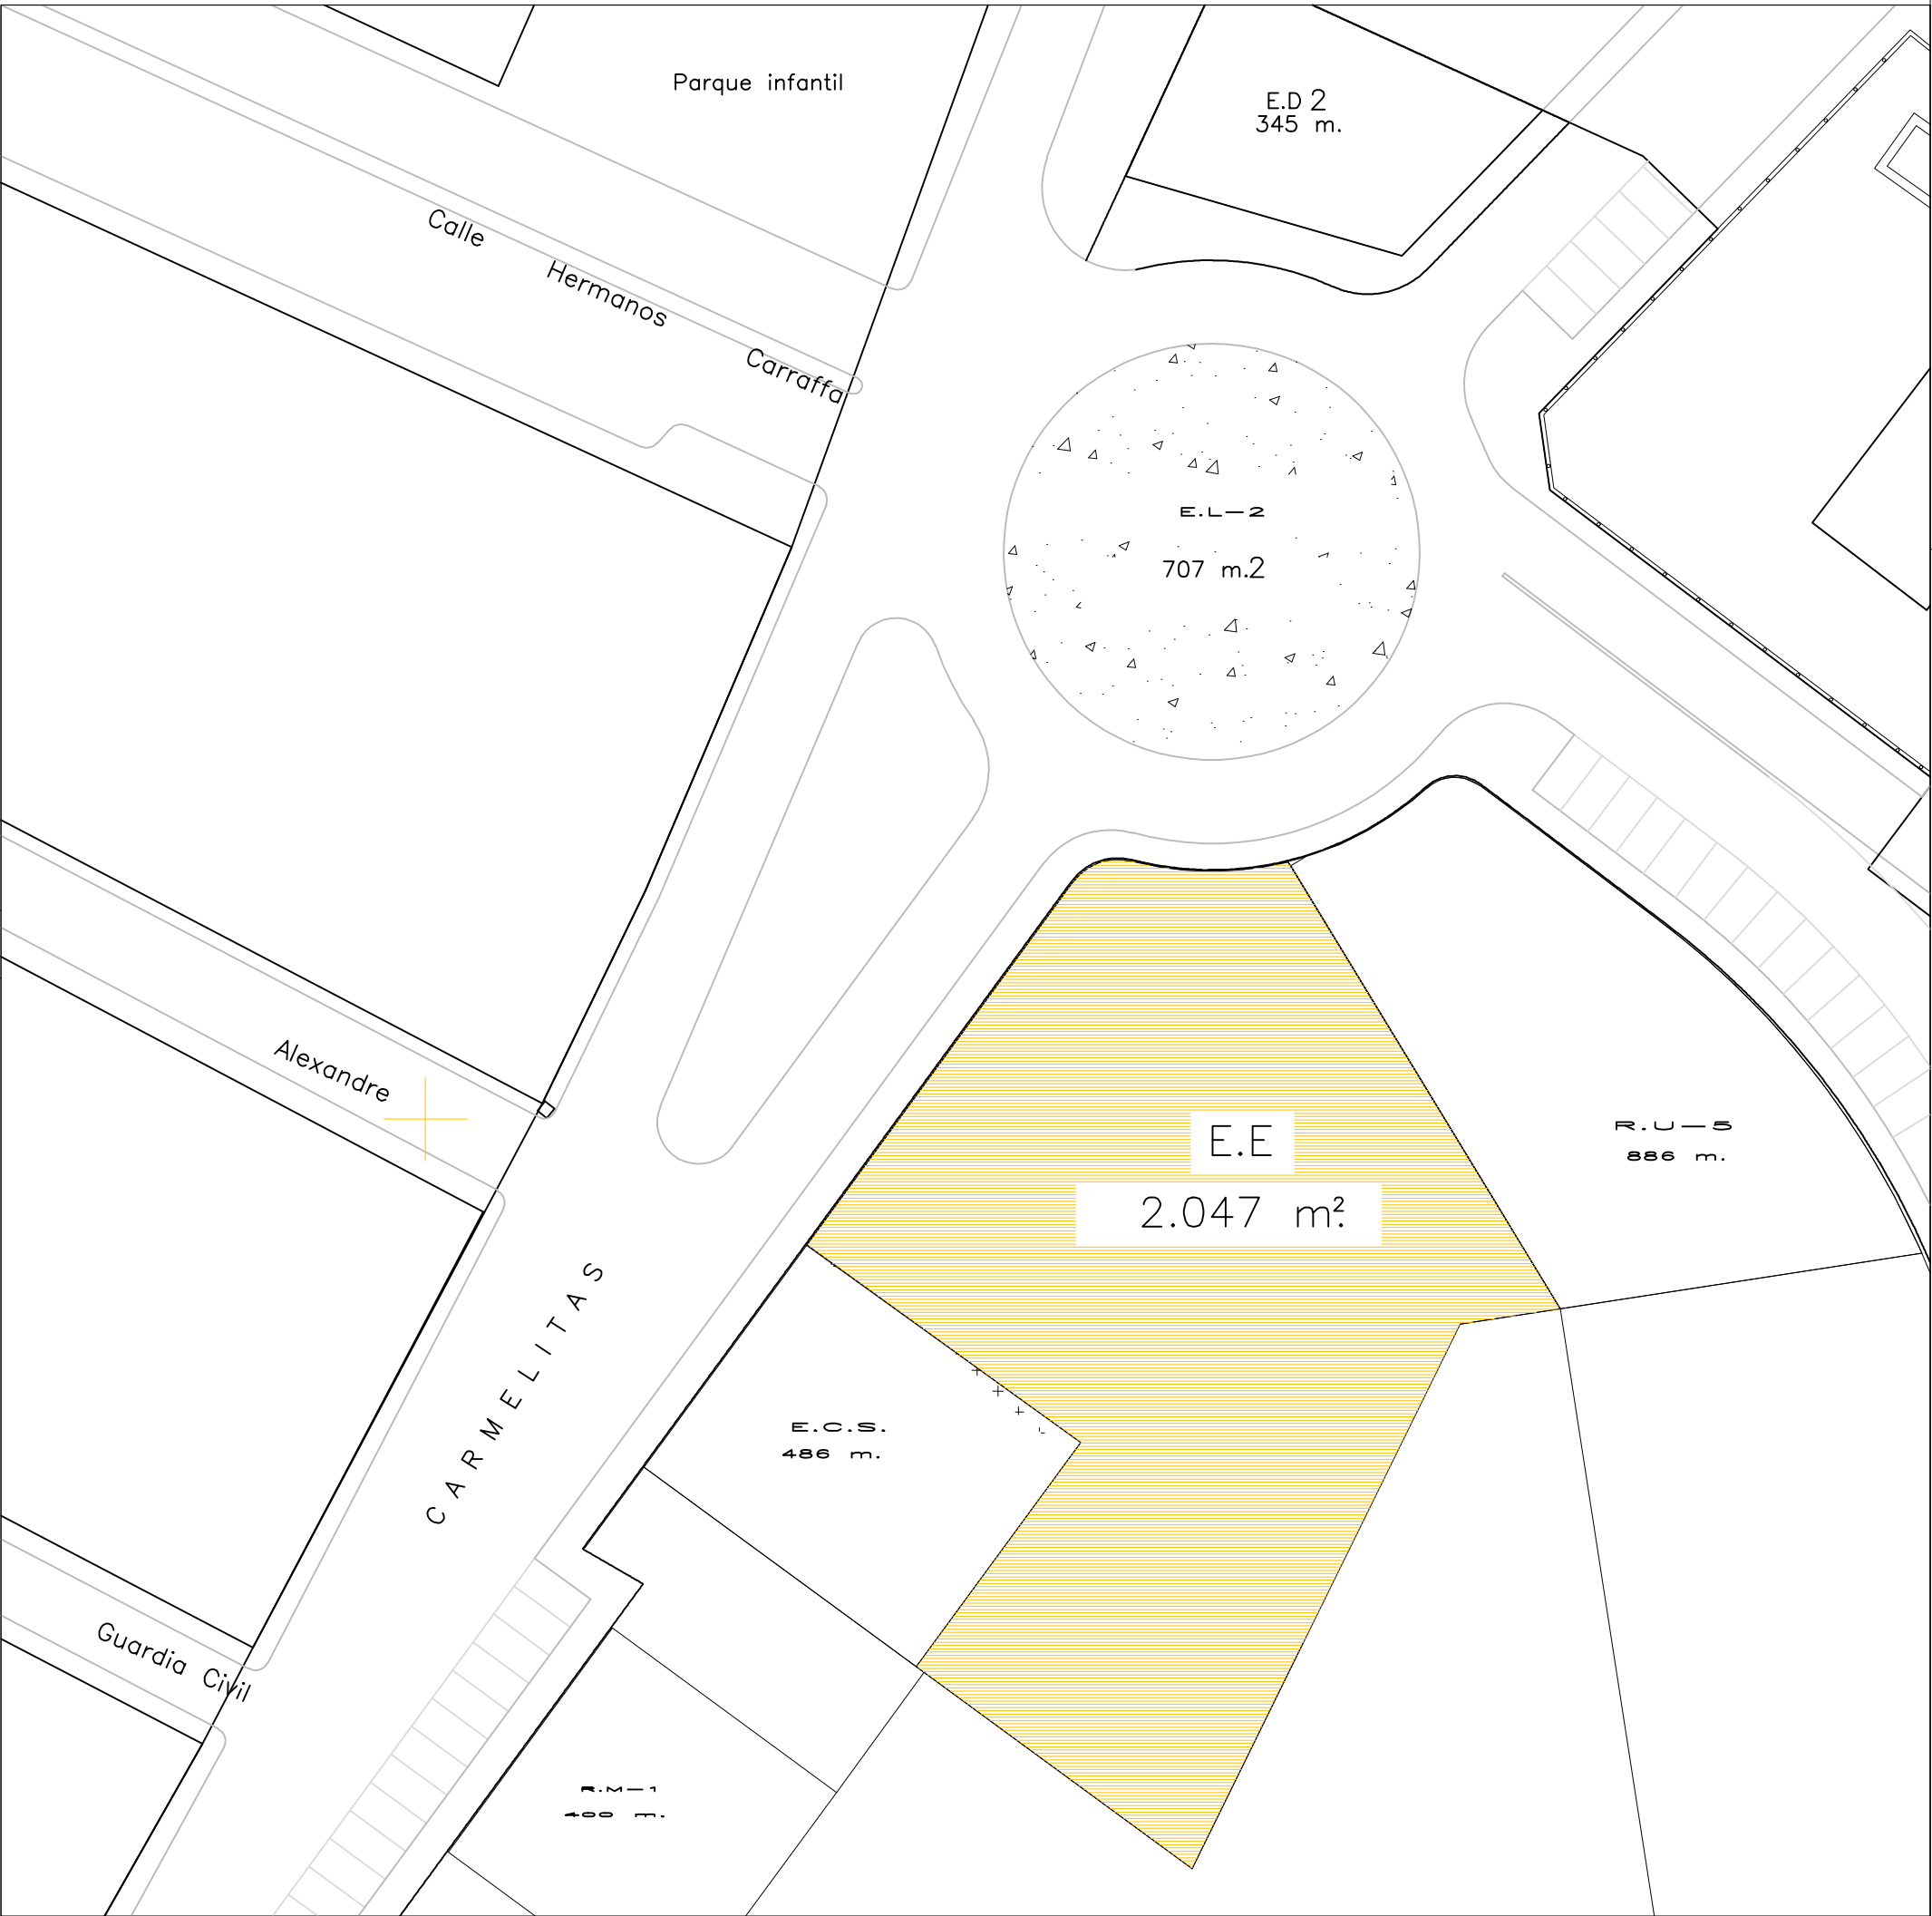 Parque infantil
E.D 2
345 m.
Calle Hermanos Carraffa
E.L-2
707 m.2
Alexandre
E.E
2.047 m².
R.U-5
886 m.
CARMELITAS
E.C.S.
486 m.
Guardia Civil
R.M-1
400 m.